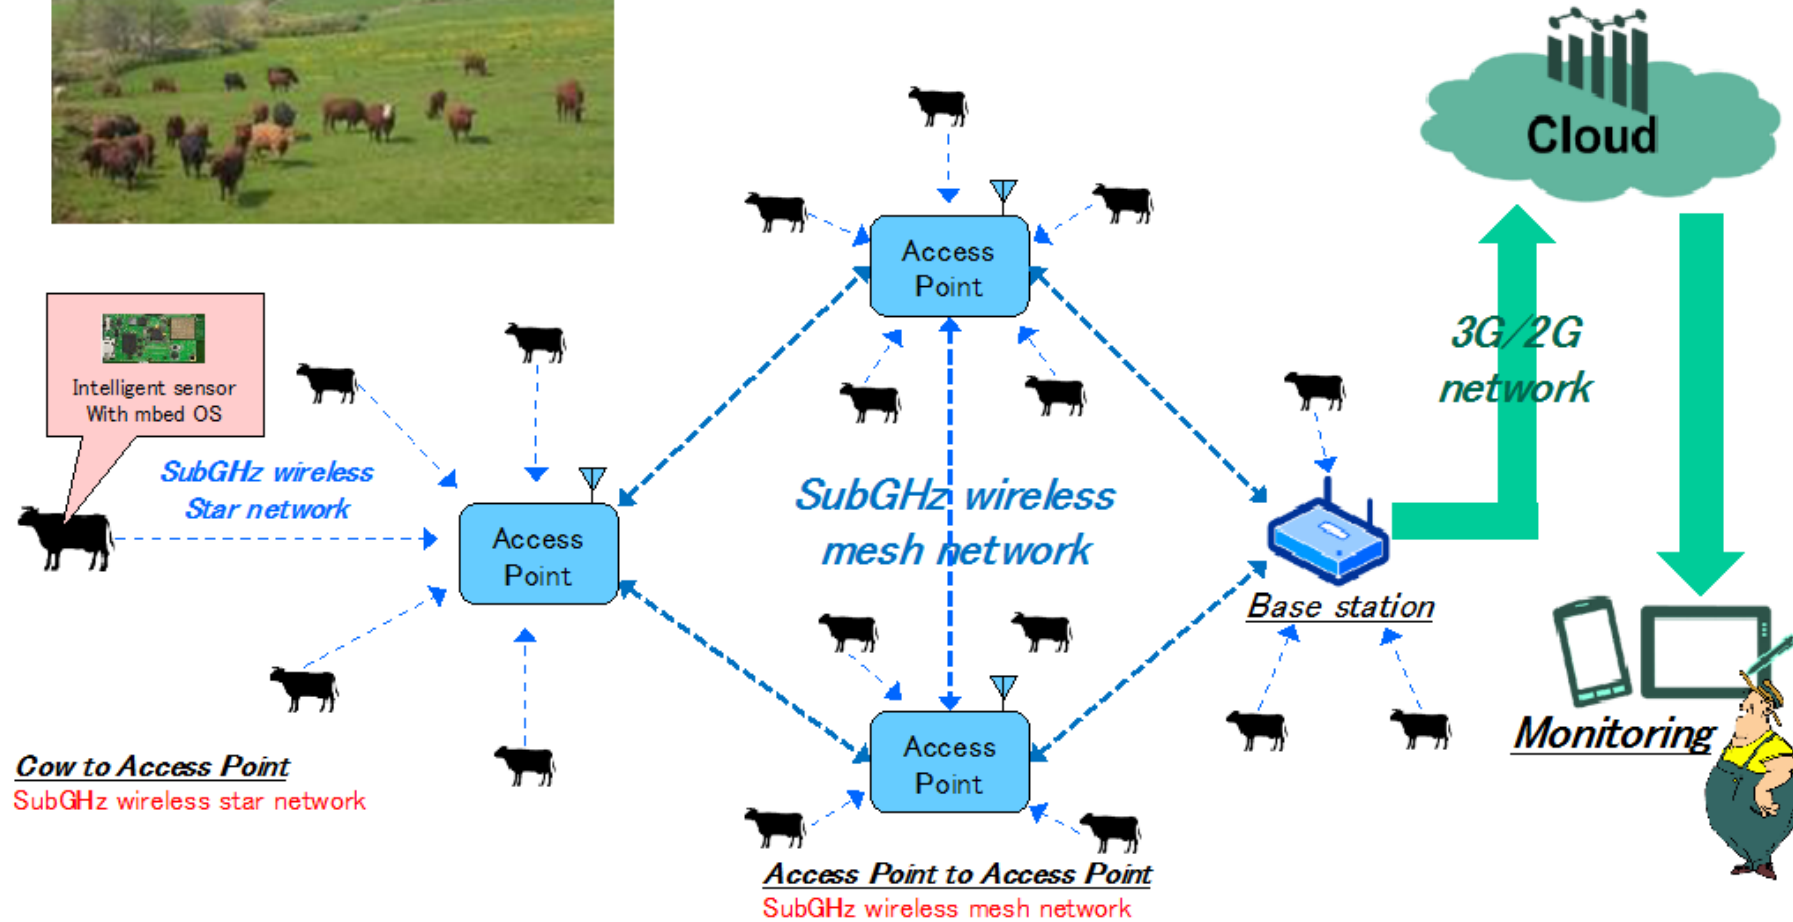 Cloud
Access
Point
3G/2G
network
Intelligent sensor
With mbed OS
SubGHz wireless
Star network
Access
Point
SubGHz wireless
mesh network
Base station
Monitoring
Access
Point
Cow to Access Point
SubGHz wireless star network
Access Point to Access Point
SubGHz wireless mesh network